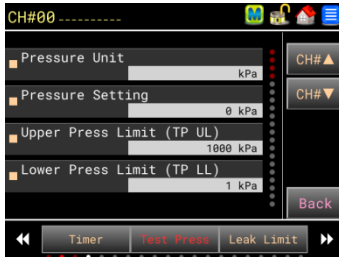 CH#00----------
M
Pressure Unit
kPa
CH#▲
Pressure Setting
0 kPa
CH#▼
Upper Press Limit (TP UL)
1000 kPa
Lower Press Limit (TP LL)
1 kPa
Back
Timer
Test Press
Leak Limit